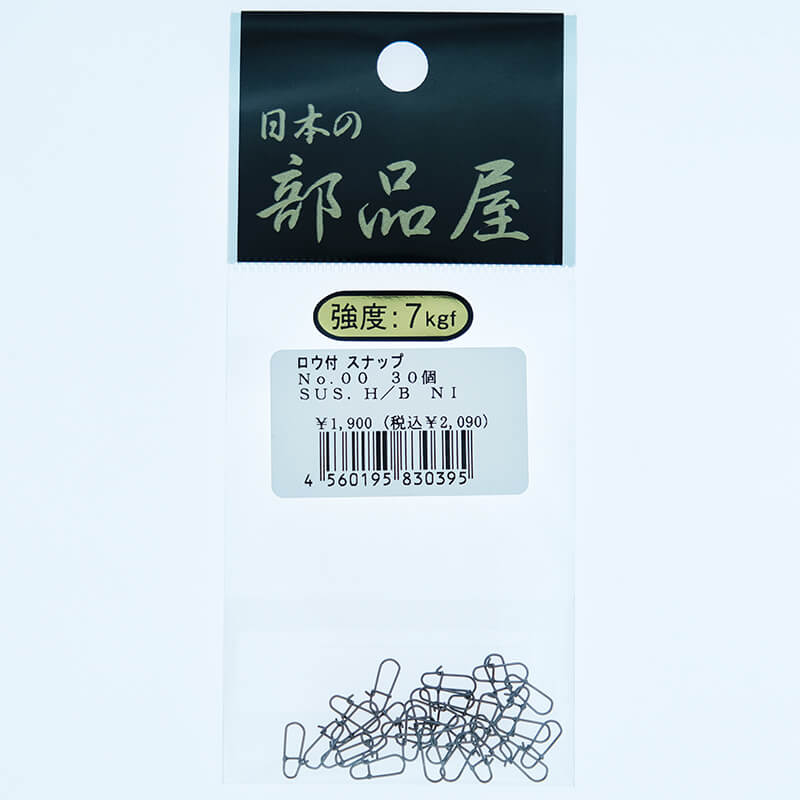 日本の
部品屋
強度:7kgf
ロウ付 スナップ
No.00 30個
SUS. H/B NI
¥1,900 (税込¥2,090)
4 560195 830395